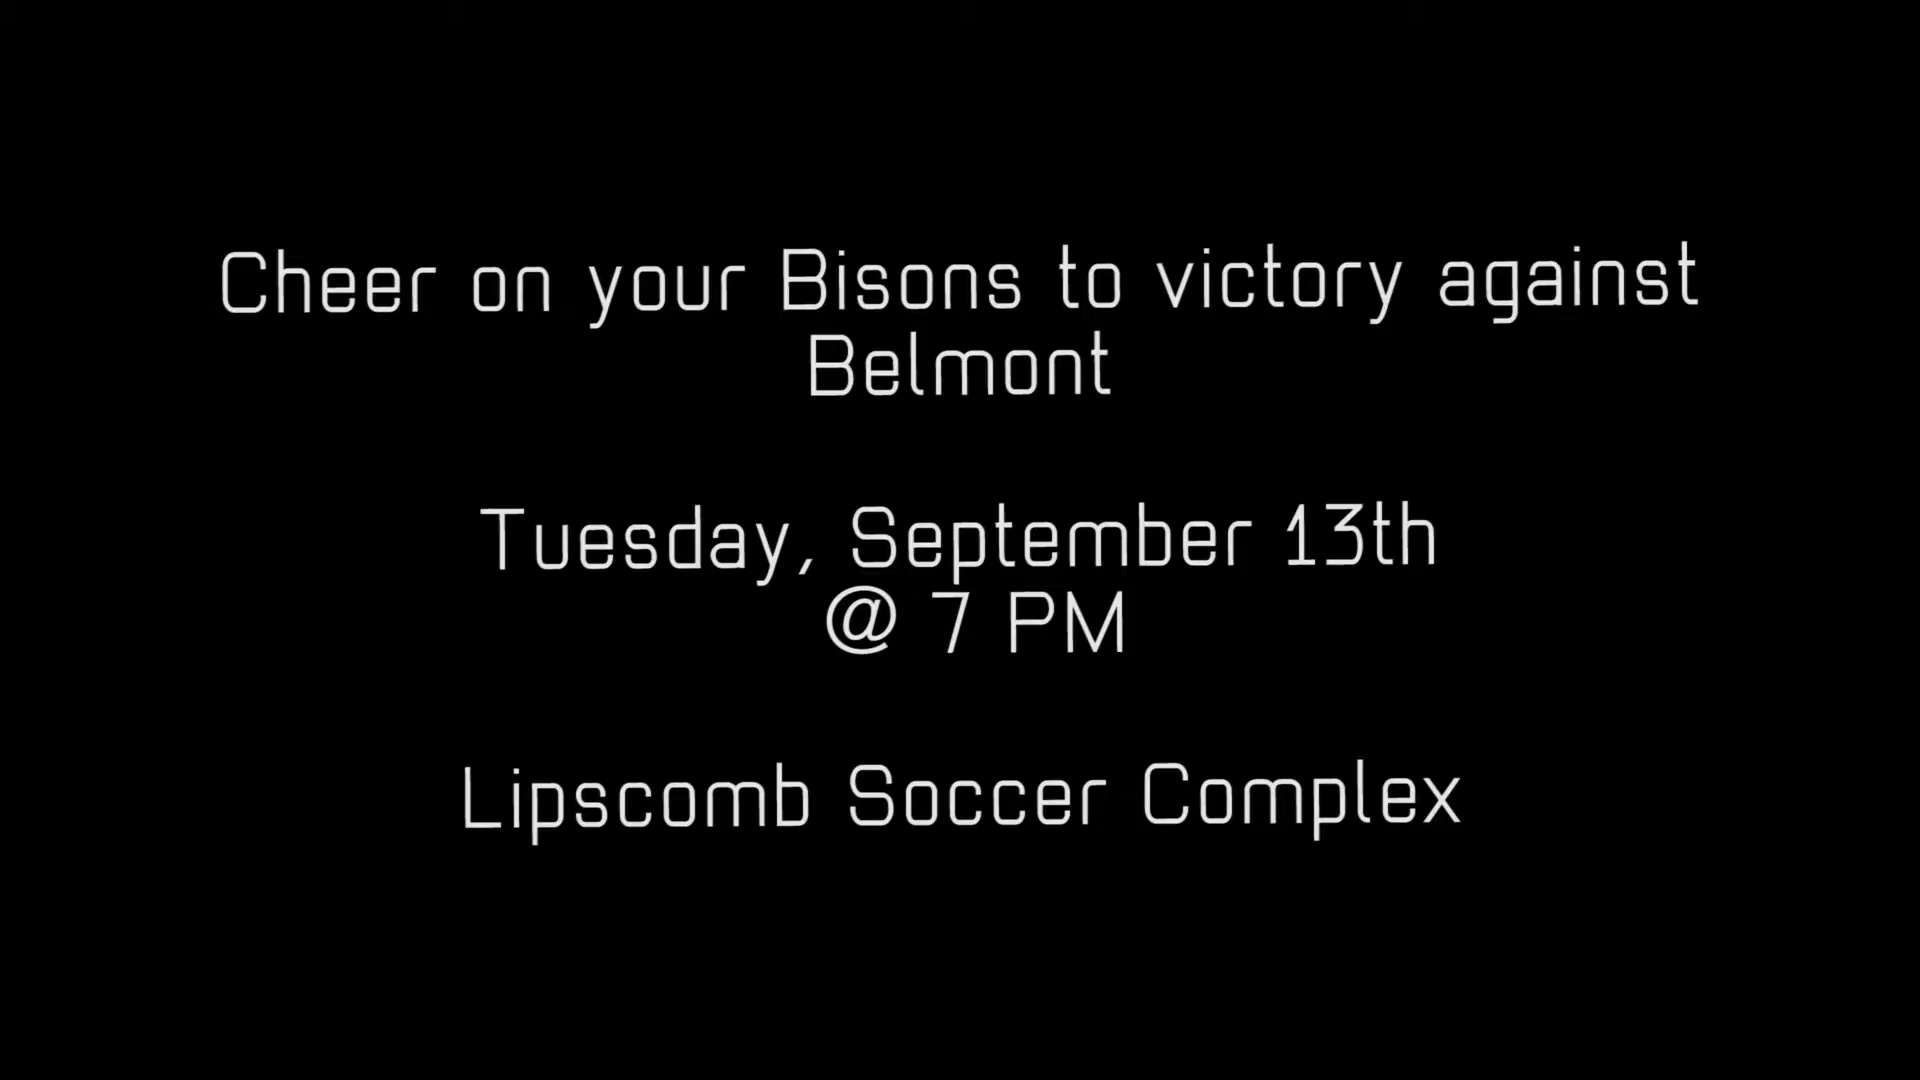 Cheer on your Bisons to victory against
Belmont
Tuesday, September 13th
@ 7 PM
Lipscomb Soccer Complex